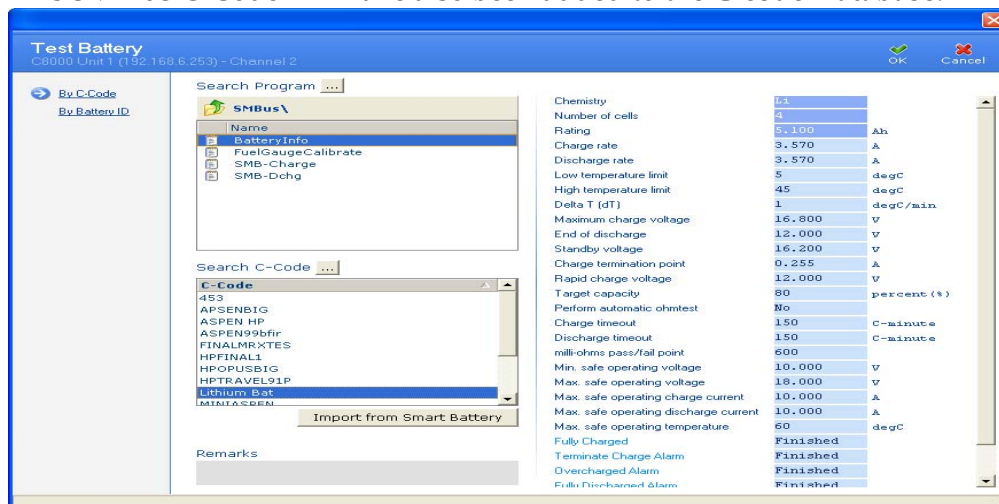 Test Battery
C8000 Unit 1 (192.168.6.253) - Channel 2
OK Cancel
By C-Code
By Battery ID
Search Program ...
SMBus\
Name
BatteryInfo
FuelGaugeCalibrate
SMB-Charge
SMB-Dchg
Search C-Code ...
C-Code
453
APSENBIG
ASPEN HP
ASPEN99bfir
FINALMRXTES
HPFINAL1
HPOPUSBIG
HPTRAVEL91P
Lithium Bat
MINIASPEN
Import from Smart Battery
Remarks
Chemistry Li
Number of cells 4
Rating 5.100 Ah
Charge rate 3.570 A
Discharge rate 3.570 A
Low temperature limit 5 degC
High temperature limit 45 degC
Delta T (dT) 1 degC/min
Maximum charge voltage 16.800 V
End of discharge 12.000 V
Standby voltage 16.200 V
Charge termination point 0.255 A
Rapid charge voltage 12.000 V
Target capacity 80 percent(%)
Perform automatic ohmtest No
Charge timeout 150 C-minute
Discharge timeout 150 C-minute
milli-ohms pass/fail point 600
Min. safe operating voltage 10.000 V
Max. safe operating voltage 18.000 V
Max. safe operating charge current 10.000 A
Max. safe operating discharge current 10.000 A
Max. safe operating temperature 60 degC
Fully Charged Finished
Terminate Charge Alarm Finished
Overcharged Alarm Finished
Fully Discharged Alarm Finished